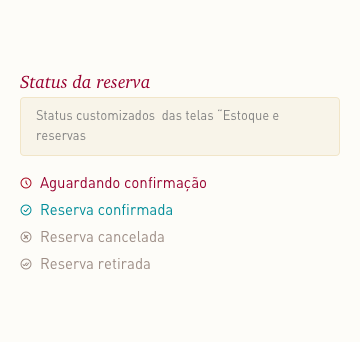 Status da reserva
Status customizados  das telas “Estoque e
reservas
Aguardando confirmação
Reserva confirmada
Reserva cancelada
Reserva retirada